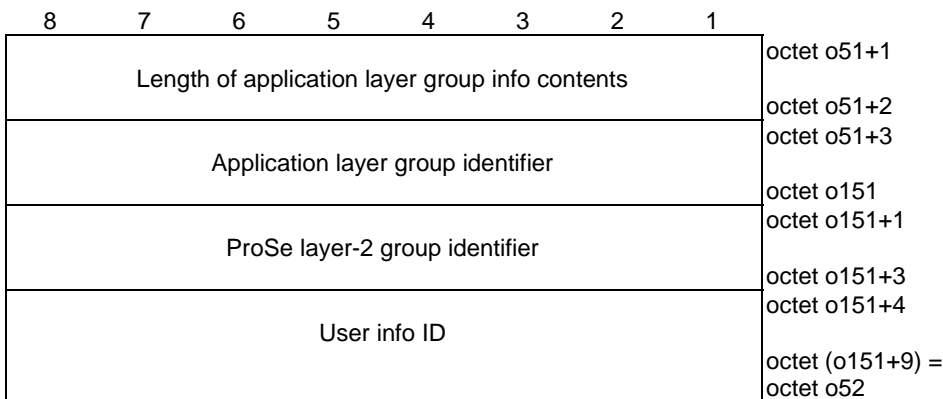 8 7 6 5 4 3 2 1
Length of application layer group info contents
octet o51+1
octet o51+2
Application layer group identifier
octet o51+3
octet o151
ProSe layer-2 group identifier
octet o151+1
octet o151+3
User info ID
octet o151+4
octet (o151+9) =
octet o52